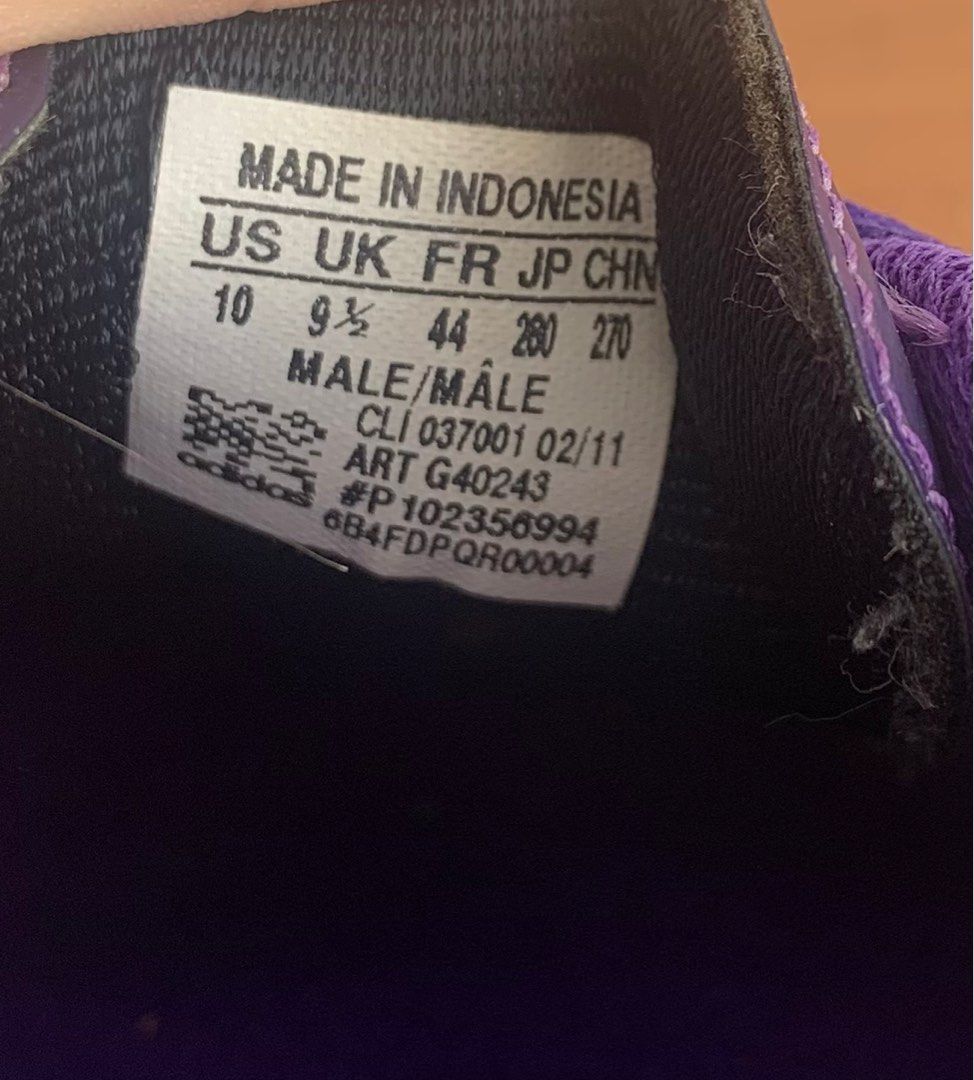 MADE IN INDONESIA
US UK FR JP CHN
10 9½ 44 280 270
MALE/MÂLE
CLI 037001 02/11
ART G40243
#P 102356994
6B4FDPQR00004
adidas